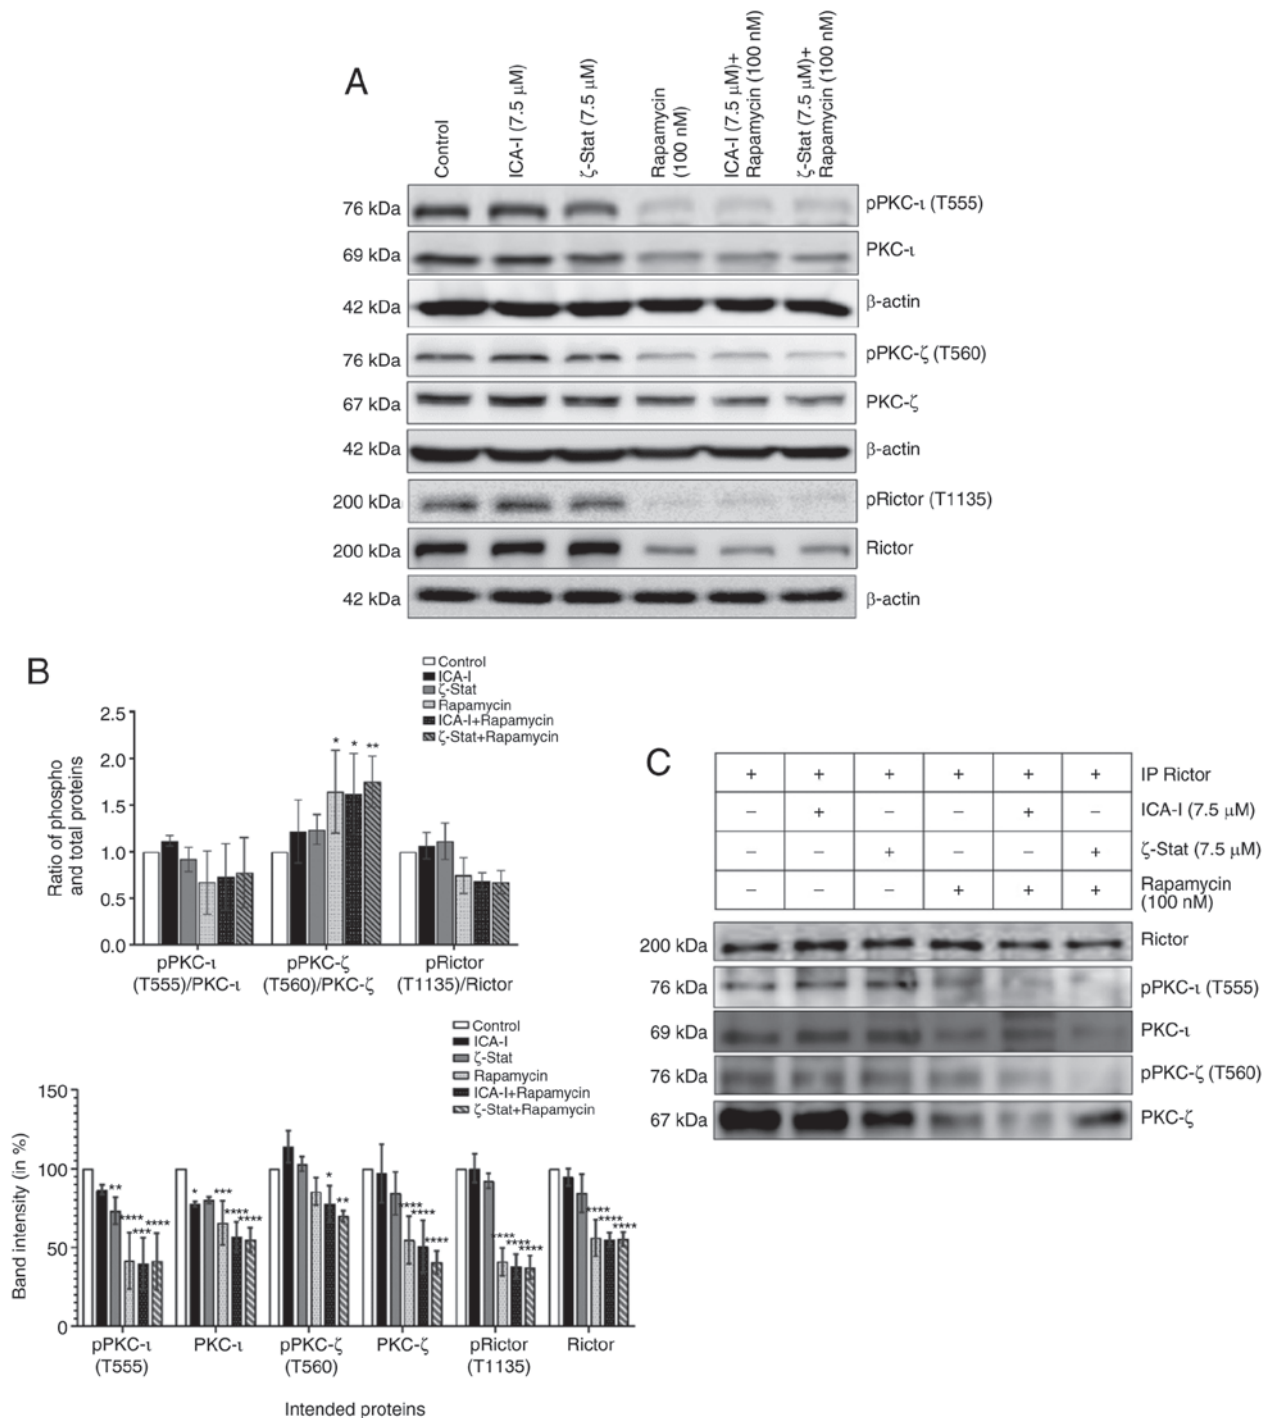 A
Control
ICA-I (7.5 μM)
ζ-Stat (7.5 μM)
Rapamycin
(100 nM)
ICA-I (7.5 μM)+
Rapamycin (100 nM)
ζ-Stat (7.5 μM)+
Rapamycin (100 nM)
76 kDa pPKC-ι (T555)
69 kDa PKC-ι
42 kDa β-actin
76 kDa pPKC-ζ (T560)
67 kDa PKC-ζ
42 kDa β-actin
200 kDa pRictor (T1135)
200 kDa Rictor
42 kDa β-actin
B
Control
ICA-I
ζ-Stat
Rapamycin
ICA-I+Rapamycin
ζ-Stat+Rapamycin
Ratio of phospho
and total proteins
2.5
2.0
1.5
1.0
0.5
0.0
* * **
pPKC-ι
(T555)/PKC-ι
pPKC-ζ
(T560)/PKC-ζ
pRictor
(T1135)/Rictor
Control
ICA-I
ζ-Stat
Rapamycin
ICA-I+Rapamycin
ζ-Stat+Rapamycin
Band intensity (in %)
150
100
50
0
** **** *** ****
* *** **** ****
* **
**** **** ****
**** **** ****
**** **** ****
pPKC-ι
(T555)
PKC-ι
pPKC-ζ
(T560)
PKC-ζ
pRictor
(T1135)
Rictor
Intended proteins
C
+ + + + + + IP Rictor
− + − − + − ICA-I (7.5 μM)
− − + − − + ζ-Stat (7.5 μM)
− − − + + + Rapamycin
(100 nM)
200 kDa Rictor
76 kDa pPKC-ι (T555)
69 kDa PKC-ι
76 kDa pPKC-ζ (T560)
67 kDa PKC-ζ